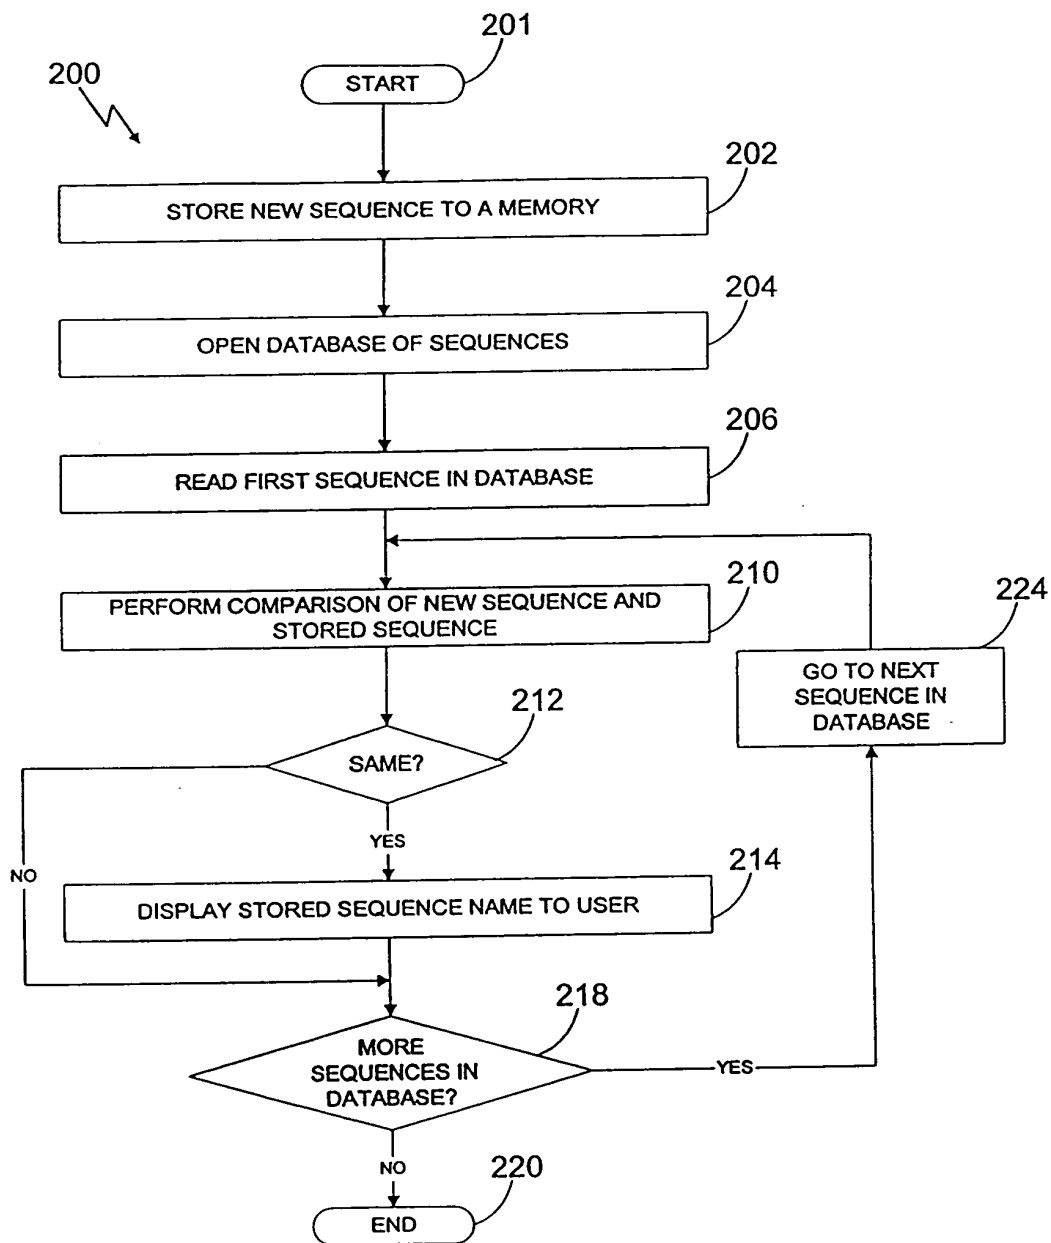 201
200
START
202
STORE NEW SEQUENCE TO A MEMORY
204
OPEN DATABASE OF SEQUENCES
206
READ FIRST SEQUENCE IN DATABASE
210
PERFORM COMPARISON OF NEW SEQUENCE AND
STORED SEQUENCE
224
GO TO NEXT
SEQUENCE IN
DATABASE
212
SAME?
YES
NO
214
DISPLAY STORED SEQUENCE NAME TO USER
218
MORE
SEQUENCES IN
DATABASE?
YES
NO
220
END